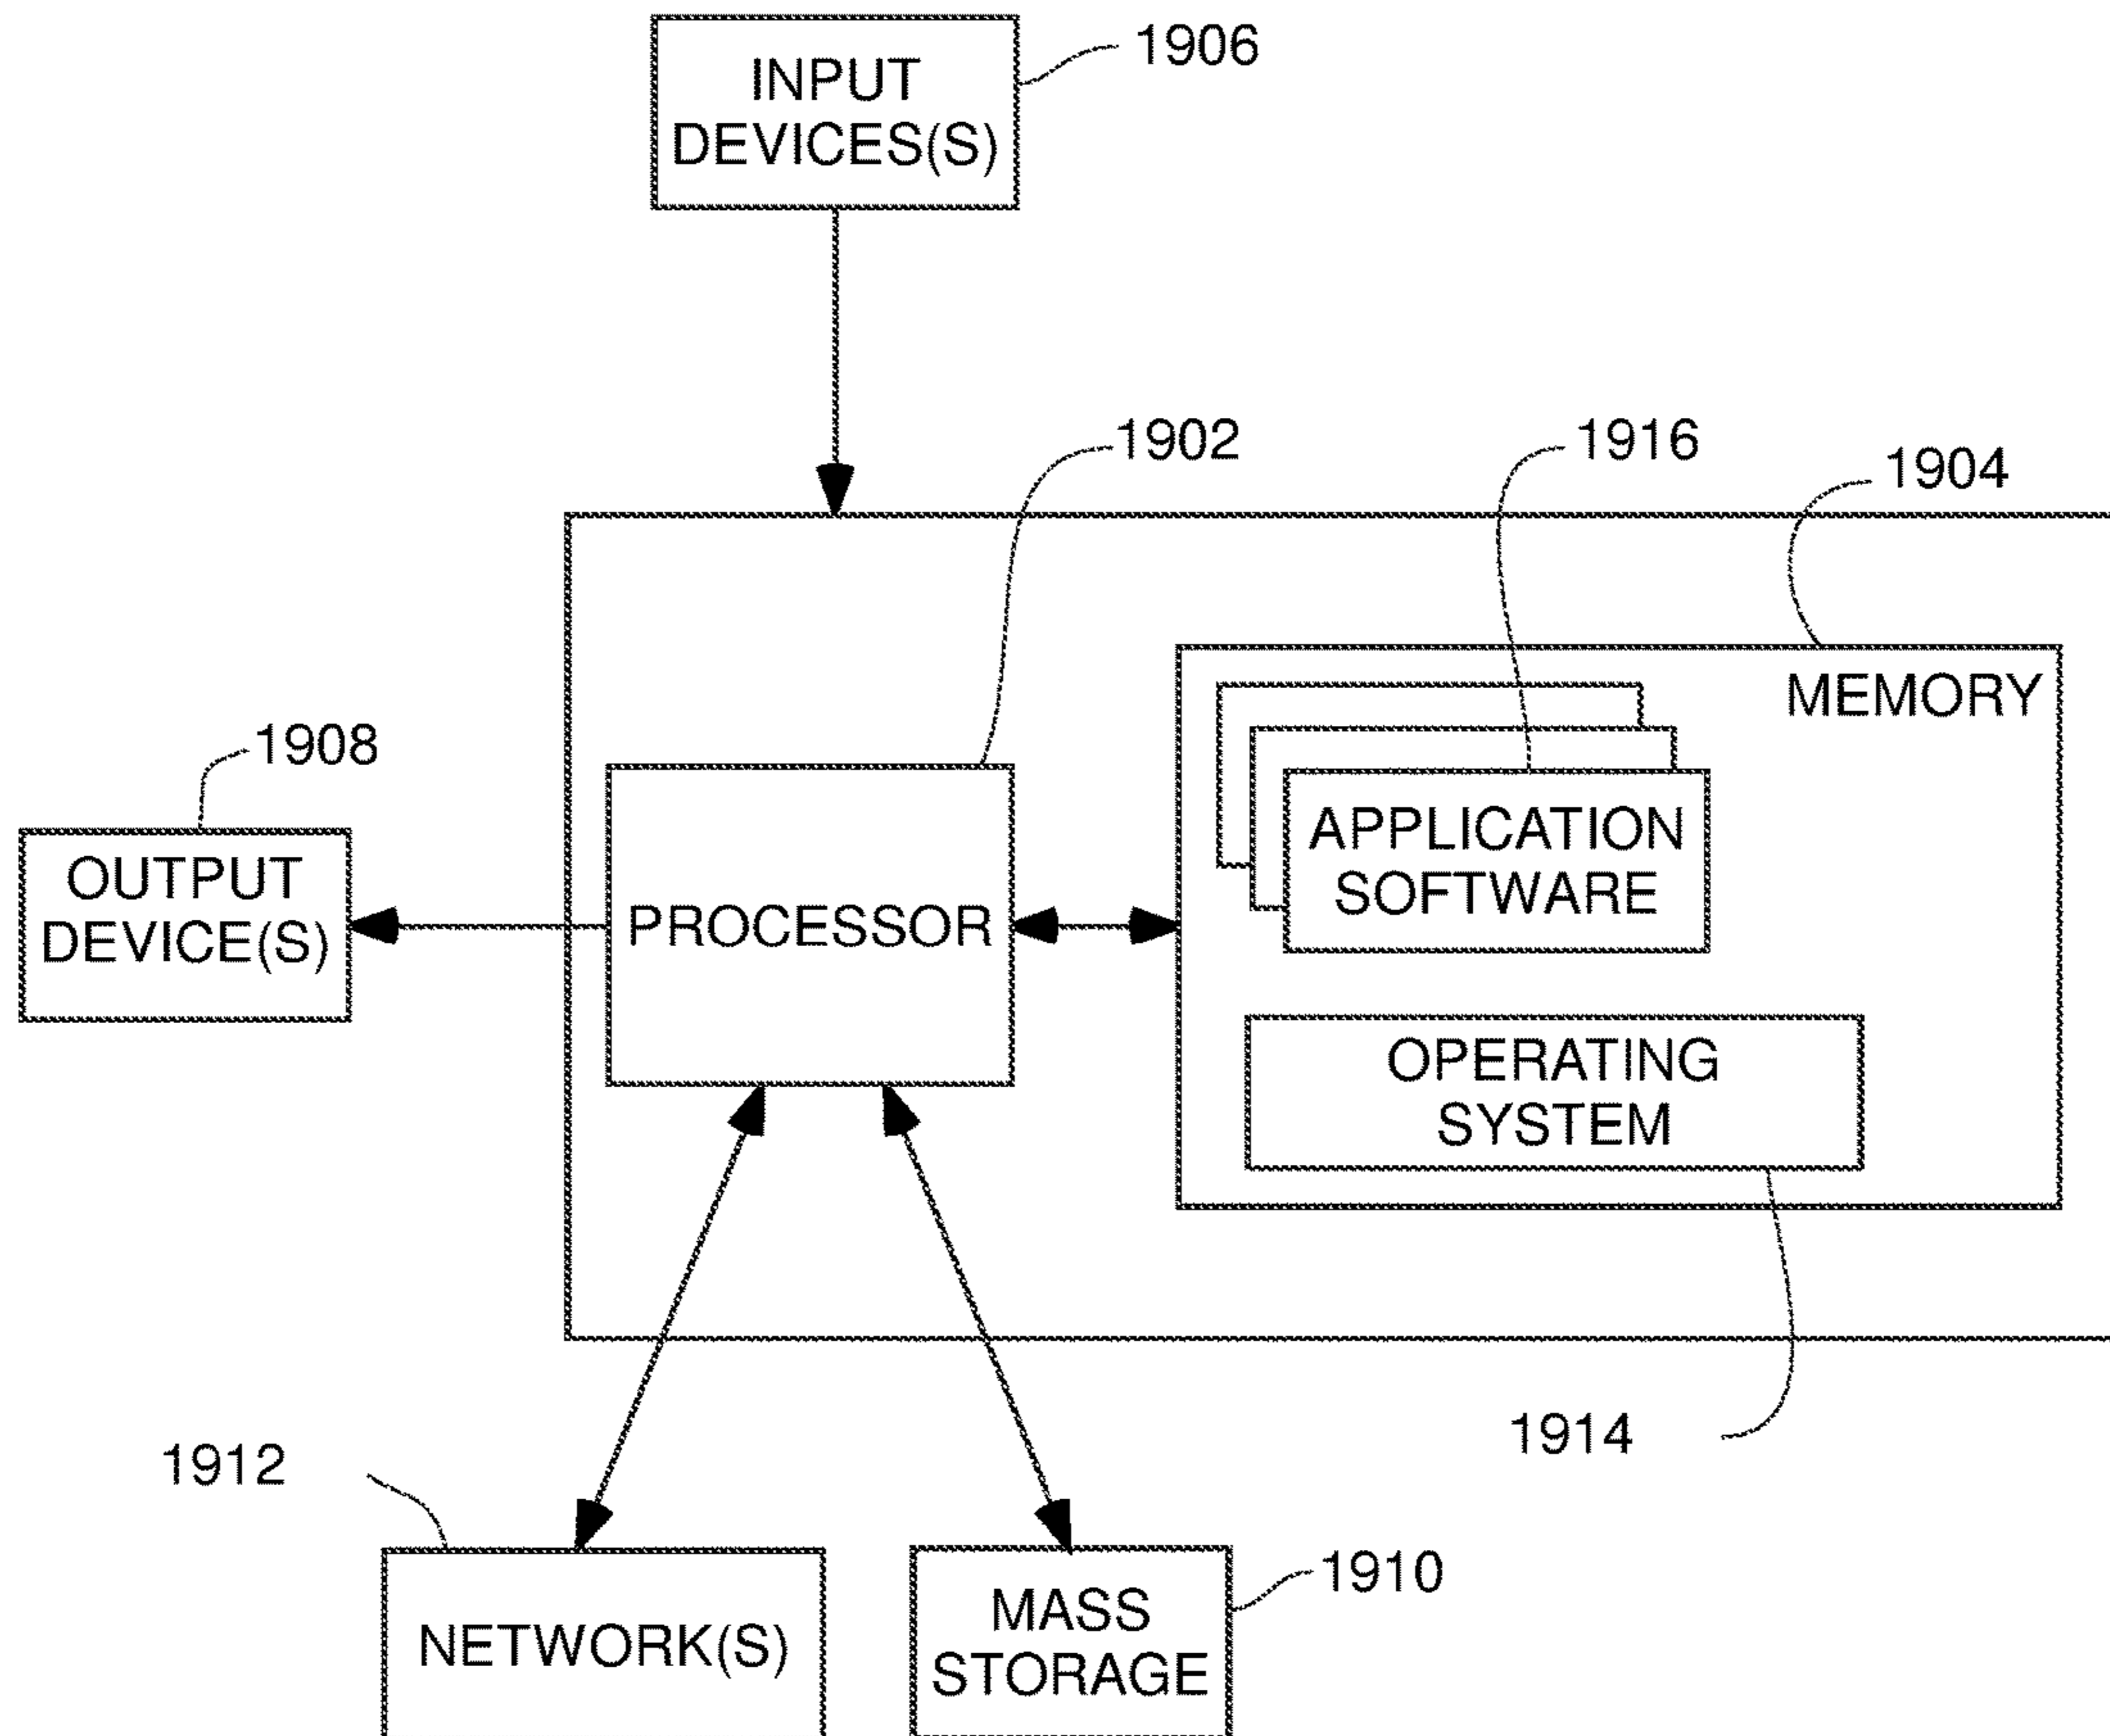 1906
INPUT
DEVICES(S)
1902
1916
1904
MEMORY
1908
APPLICATION
SOFTWARE
OUTPUT
DEVICE(S)
PROCESSOR
OPERATING
SYSTEM
1914
1912
1910
MASS
STORAGE
NETWORK(S)